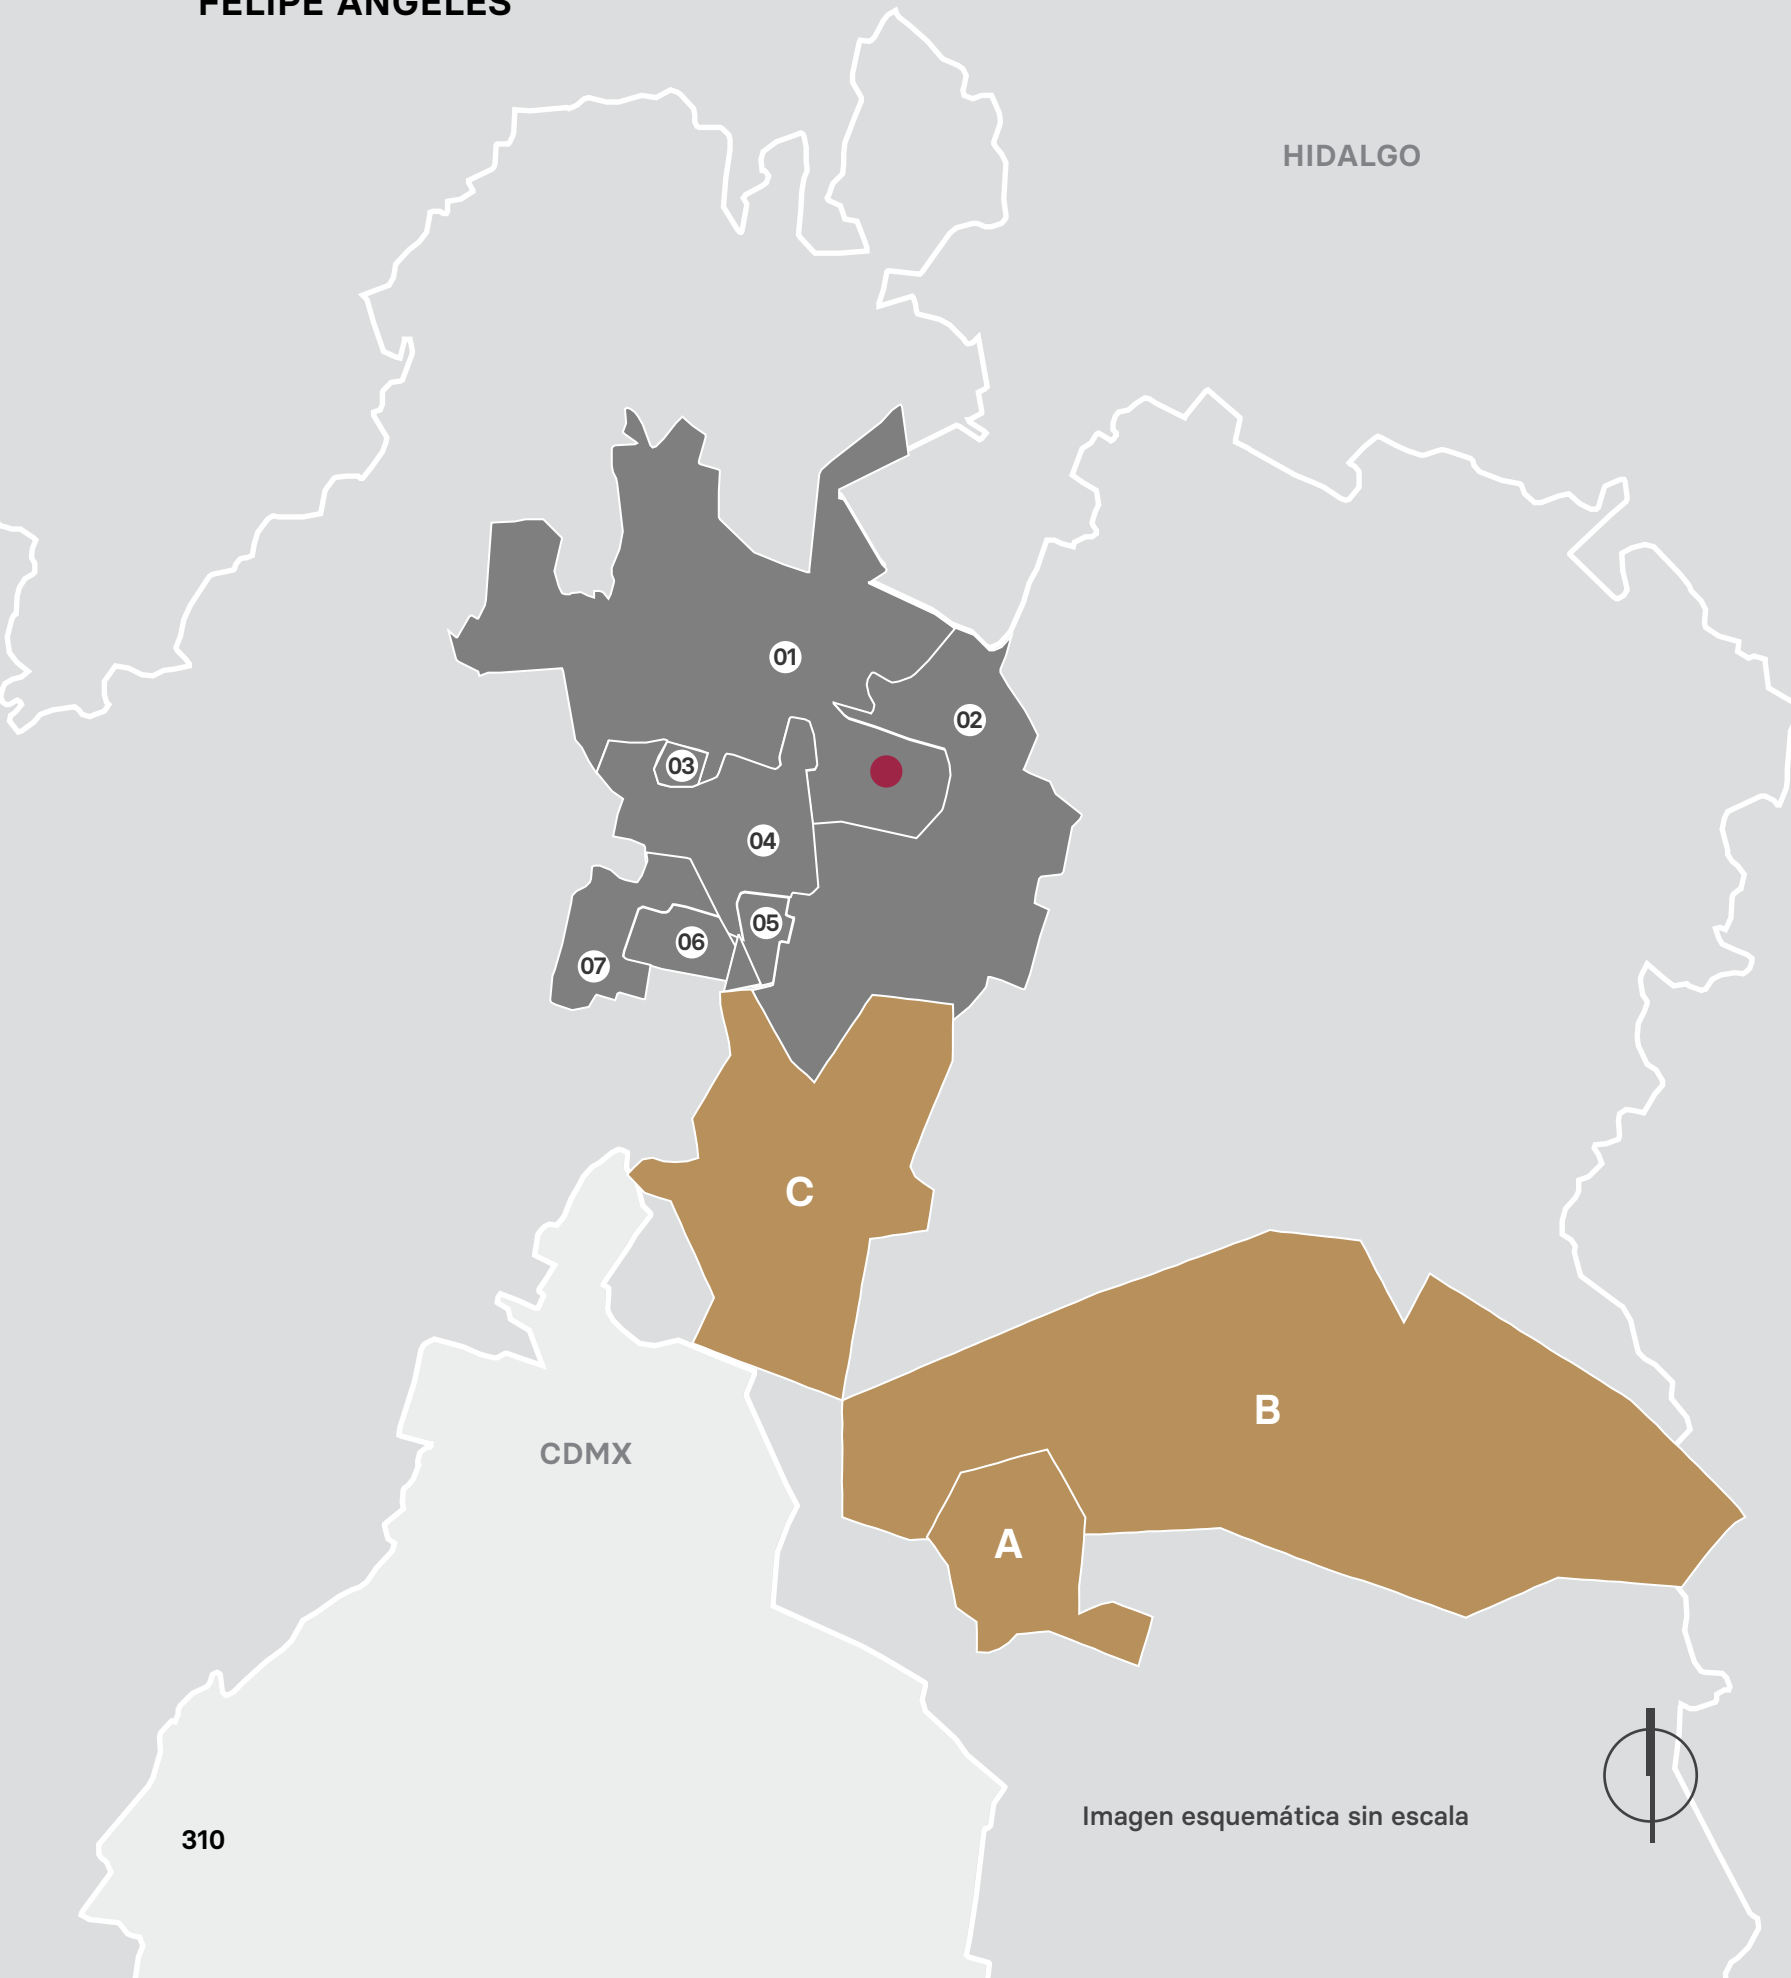 FELIPE ÁNGELES
HIDALGO
01
02
03
04
05
06
07
C
B
CDMX
A
Imagen esquemática sin escala
310